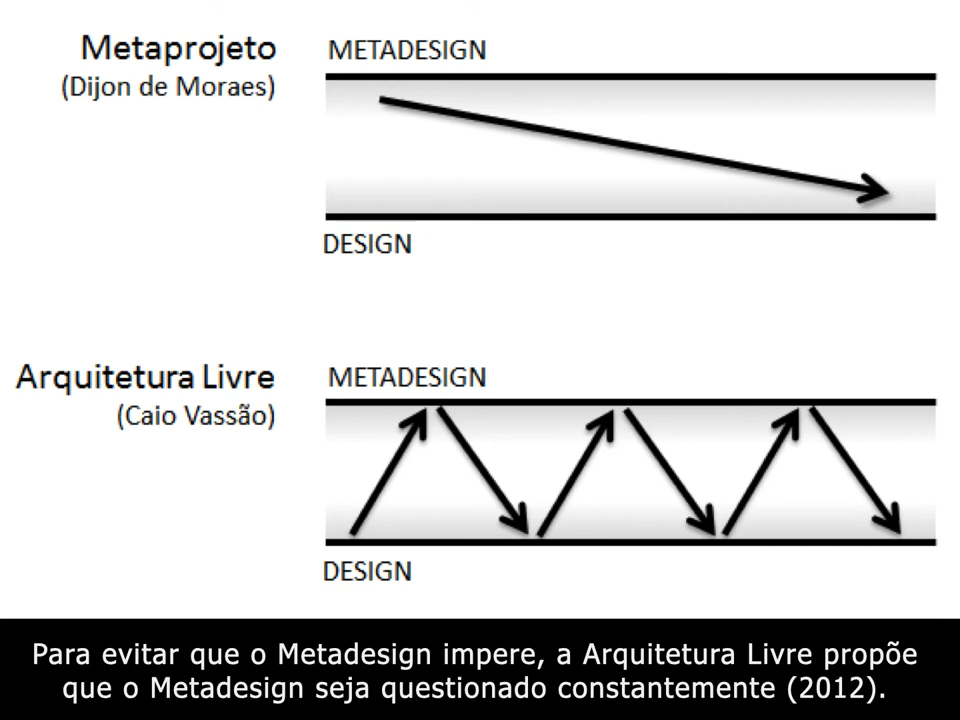 Metaprojeto
(Dijon de Moraes)
METADESIGN
DESIGN
Arquitetura Livre
(Caio Vassão)
METADESIGN
DESIGN
Para evitar que o Metadesign impere, a Arquitetura Livre propõe
que o Metadesign seja questionado constantemente (2012).